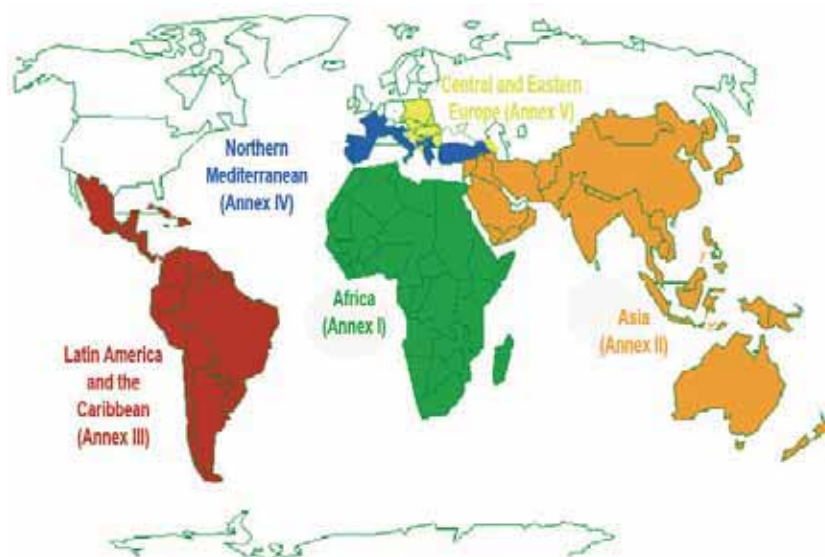 Central and Eastern
Europe (Annex V)
Northern
Mediterranean
(Annex IV)
Africa
(Annex I)
Asia
(Annex II)
Latin America
and the
Caribbean
(Annex III)